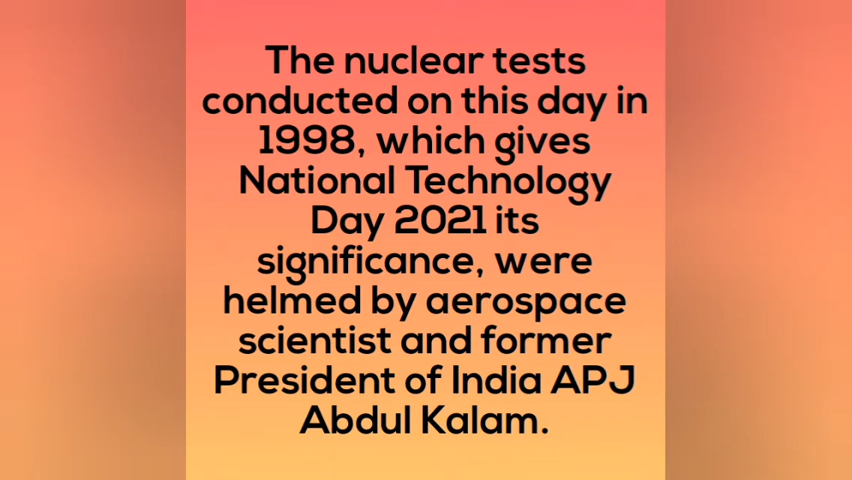 The nuclear tests
conducted on this day in
1998, which gives
National Technology
Day 2021 its
significance, were
helmed by aerospace
scientist and former
President of India APJ
Abdul Kalam.